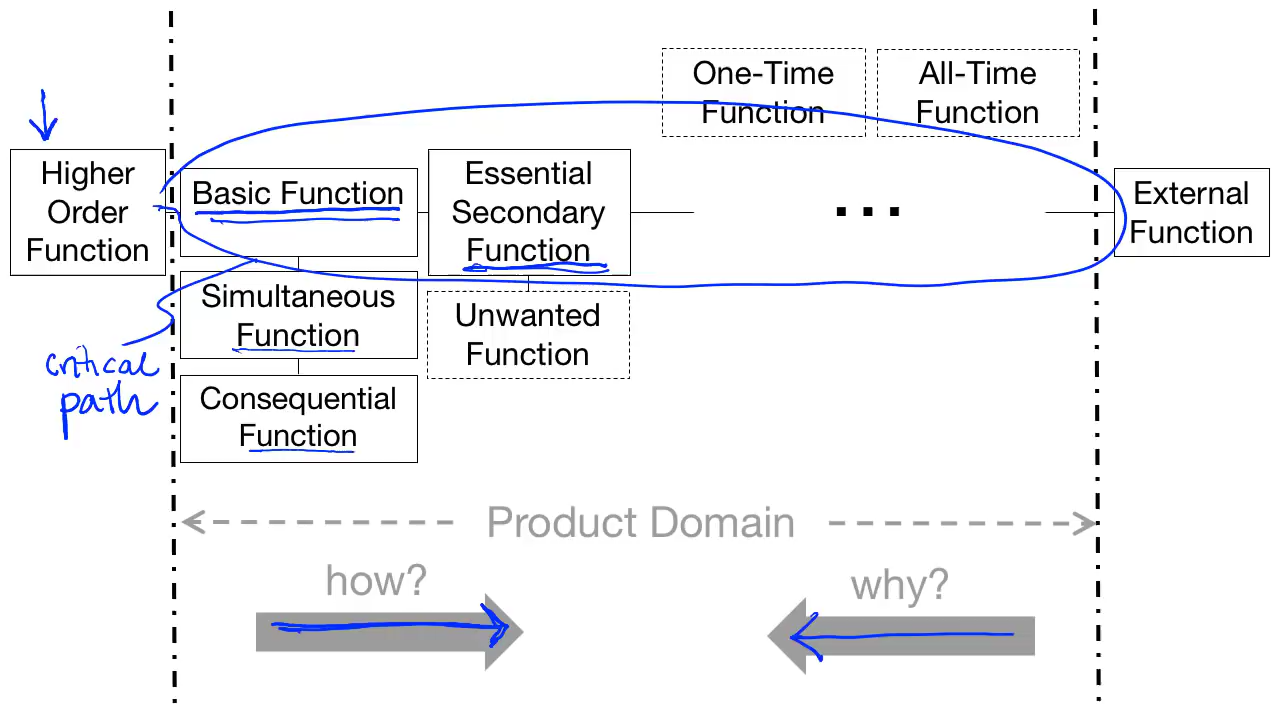 One-Time
Function
All-Time
Function
Higher
Order
Function
Basic Function
Essential
Secondary
Function
...
External
Function
Simultaneous
Function
Unwanted
Function
critical
path
Consequential
Function
Product Domain
how?
why?